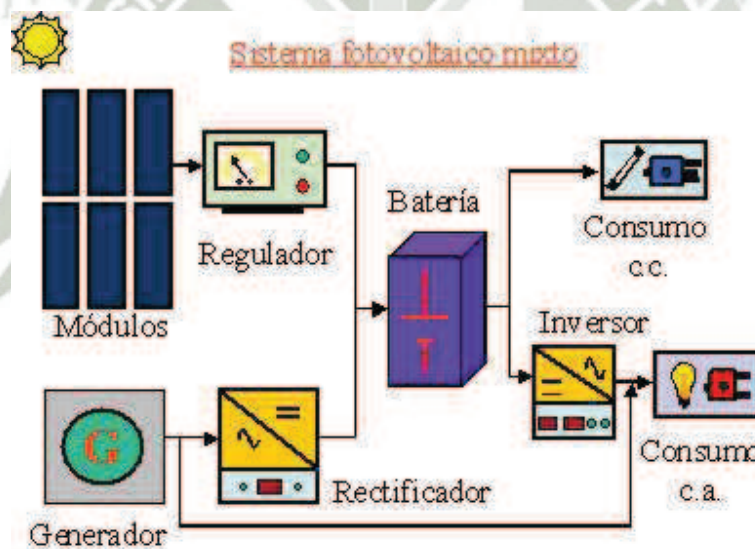 Sistema fotovoltaico mixto
Batería
Regulador
Consumo
c.c.
Módulos
Inversor
G
Consumo
c.a.
Rectificador
Generador